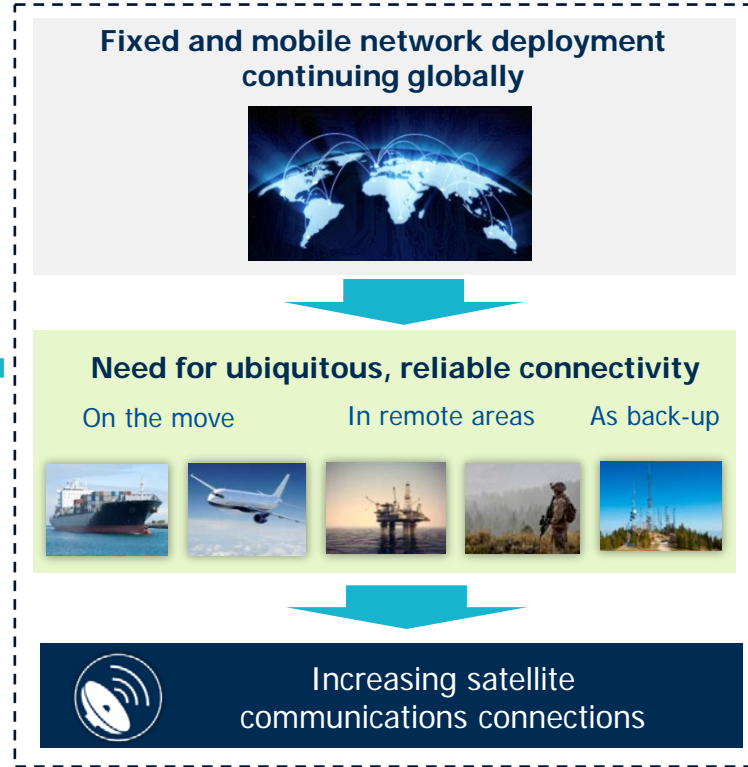 Fixed and mobile network deployment
continuing globally
Need for ubiquitous, reliable connectivity
On the move
In remote areas
As back-up
Increasing satellite
communications connections